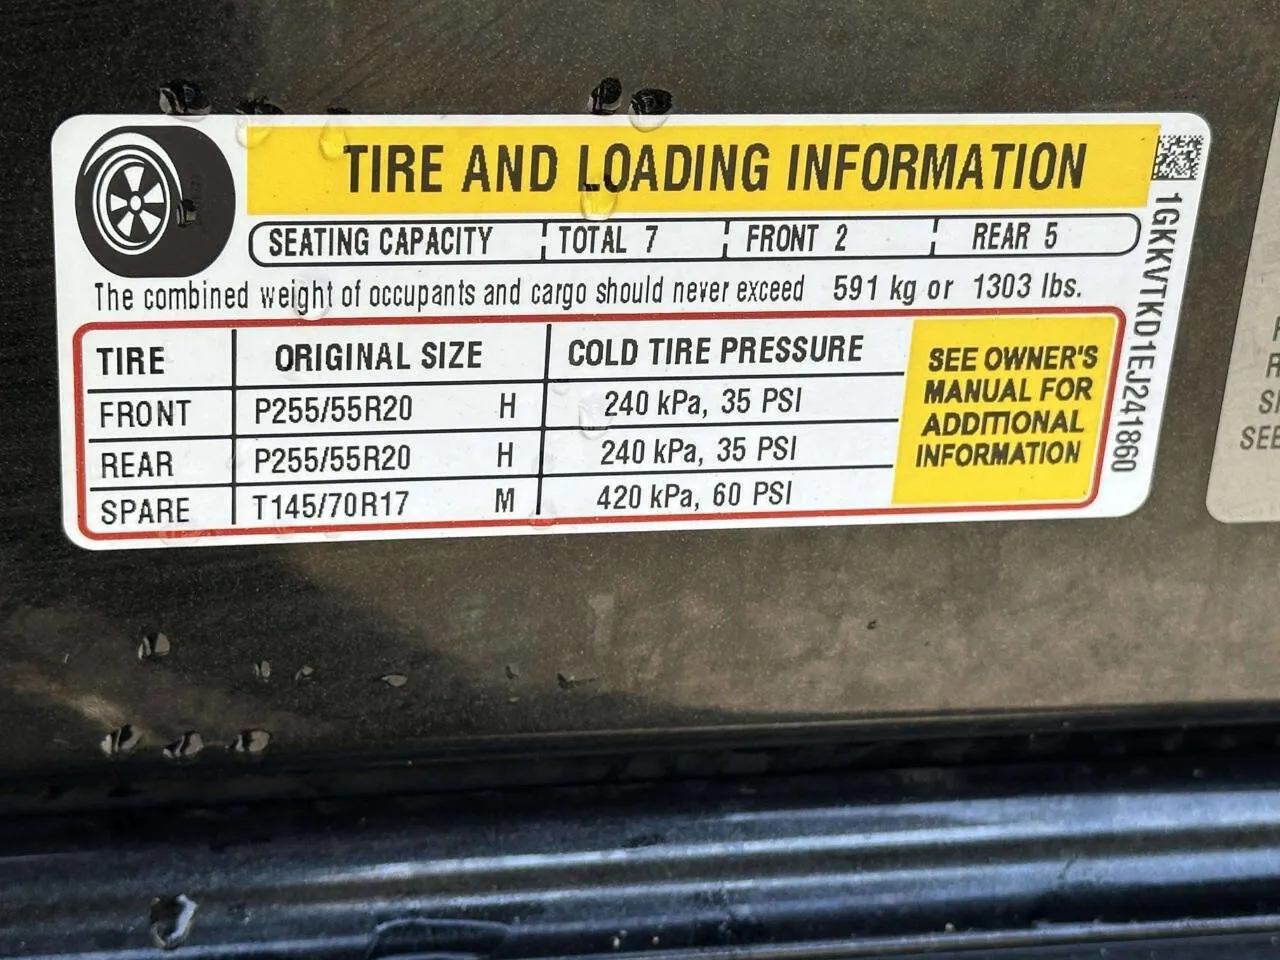 TIRE AND LOADING INFORMATION
SEATING CAPACITY TOTAL 7 FRONT 2 REAR 5
The combined weight of occupants and cargo should never exceed 591 kg or 1303 lbs.
TIRE ORIGINAL SIZE COLD TIRE PRESSURE
FRONT P255/55R20 H 240 kPa, 35 PSI
REAR P255/55R20 H 240 kPa, 35 PSI
SPARE T145/70R17 M 420 kPa, 60 PSI
SEE OWNER'S
MANUAL FOR
ADDITIONAL
INFORMATION
1GKKVTKD1EJ241860
SEE